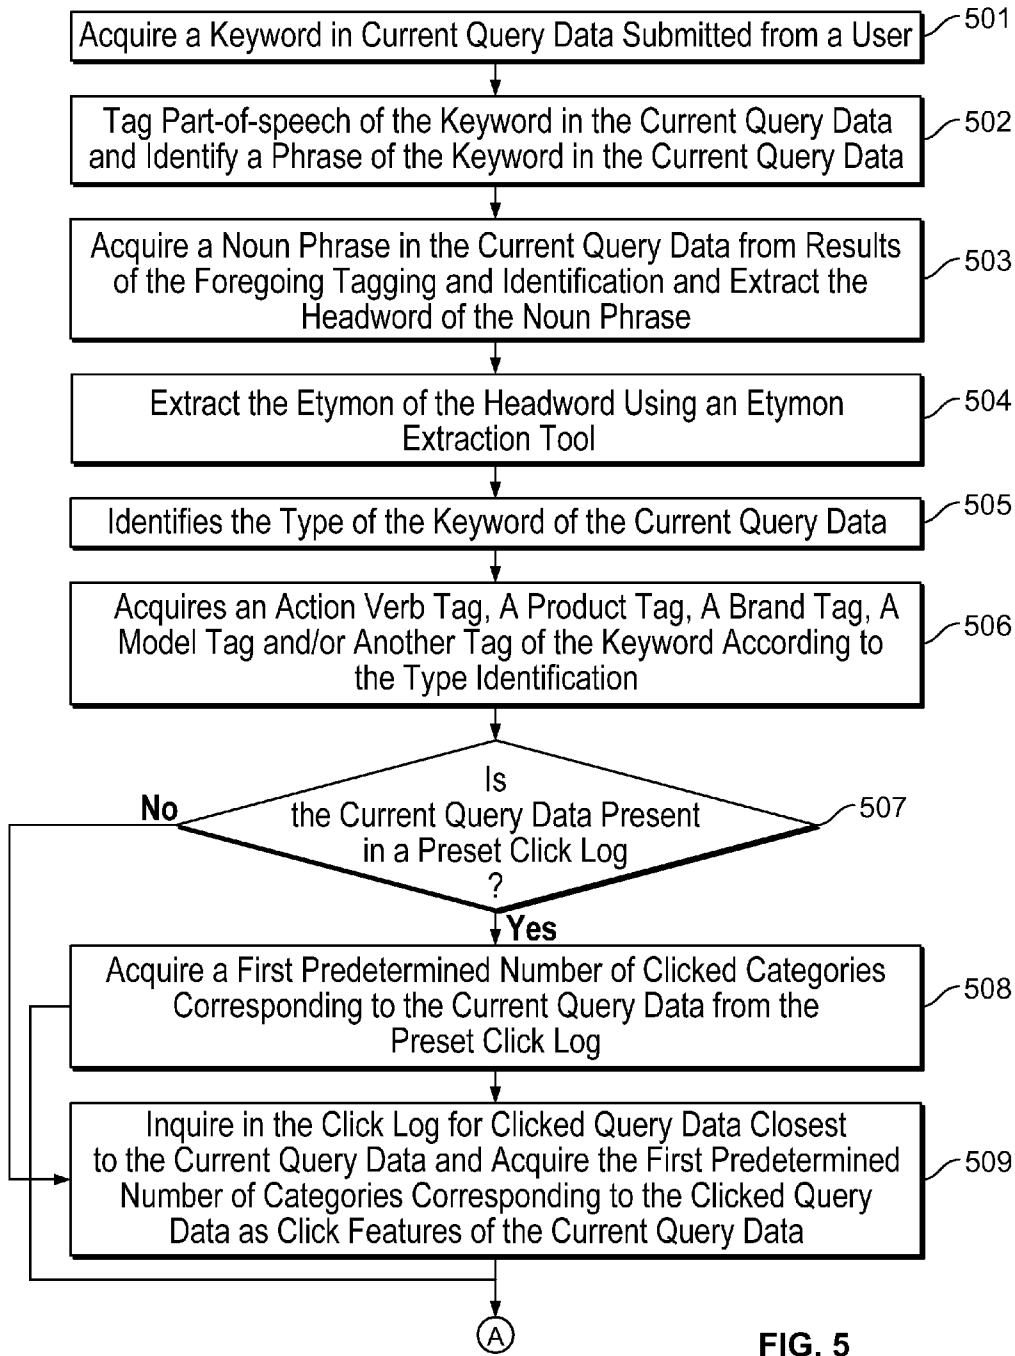 Acquire a Keyword in Current Query Data Submitted from a User
501
Tag Part-of-speech of the Keyword in the Current Query Data
and Identify a Phrase of the Keyword in the Current Query Data
502
Acquire a Noun Phrase in the Current Query Data from Results
of the Foregoing Tagging and Identification and Extract the
Headword of the Noun Phrase
503
Extract the Etymon of the Headword Using an Etymon
Extraction Tool
504
Identifies the Type of the Keyword of the Current Query Data
505
Acquires an Action Verb Tag, A Product Tag, A Brand Tag, A
Model Tag and/or Another Tag of the Keyword According to
the Type Identification
506
Is
the Current Query Data Present
in a Preset Click Log
?
507
No
Yes
Acquire a First Predetermined Number of Clicked Categories
Corresponding to the Current Query Data from the
Preset Click Log
508
Inquire in the Click Log for Clicked Query Data Closest
to the Current Query Data and Acquire the First Predetermined
Number of Categories Corresponding to the Clicked Query
Data as Click Features of the Current Query Data
509
A
FIG. 5